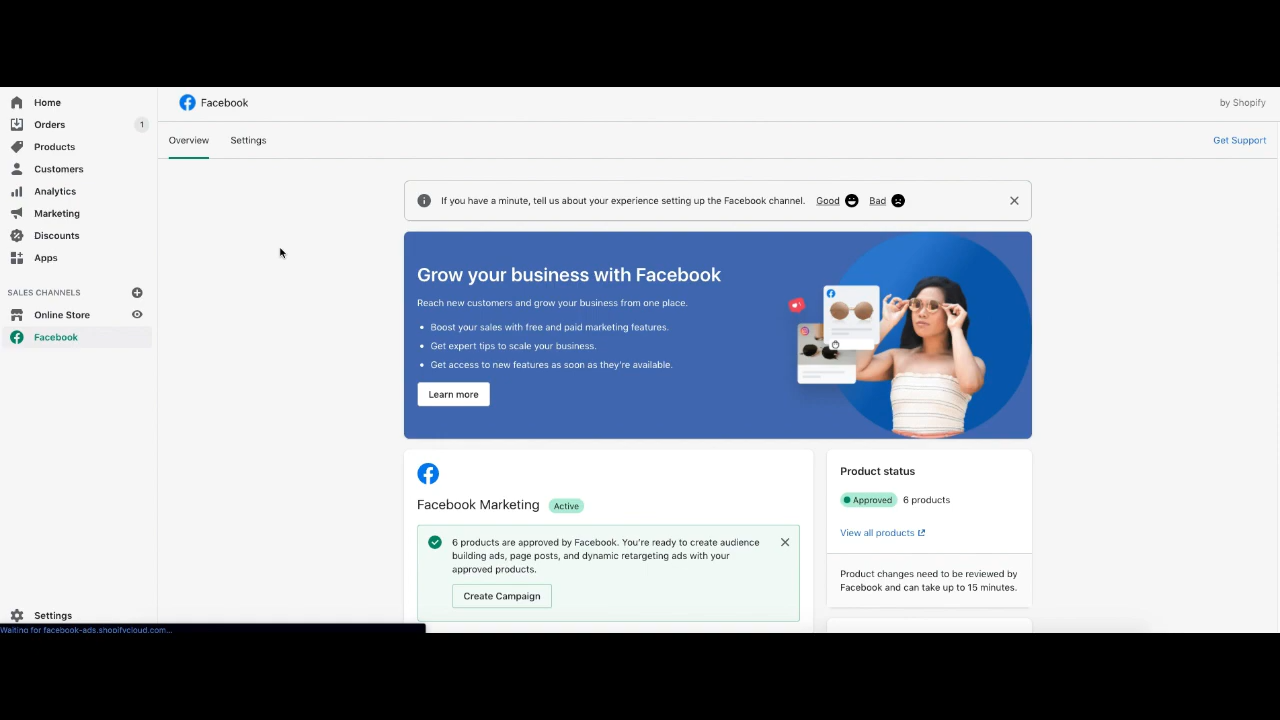 Home
Orders 1
Products
Customers
Analytics
Marketing
Discounts
Apps
SALES CHANNELS
Online Store
Facebook
Settings
Waiting for facebook-ads.shopifycloud.com...
Facebook
by Shopify
Overview Settings
Get Support
If you have a minute, tell us about your experience setting up the Facebook channel. Good Bad
Grow your business with Facebook
Reach new customers and grow your business from one place.
• Boost your sales with free and paid marketing features.
• Get expert tips to scale your business.
• Get access to new features as soon as they're available.
Learn more
Facebook Marketing Active
6 products are approved by Facebook. You're ready to create audience
building ads, page posts, and dynamic retargeting ads with your
approved products.
Create Campaign
Product status
Approved 6 products
View all products
Product changes need to be reviewed by
Facebook and can take up to 15 minutes.